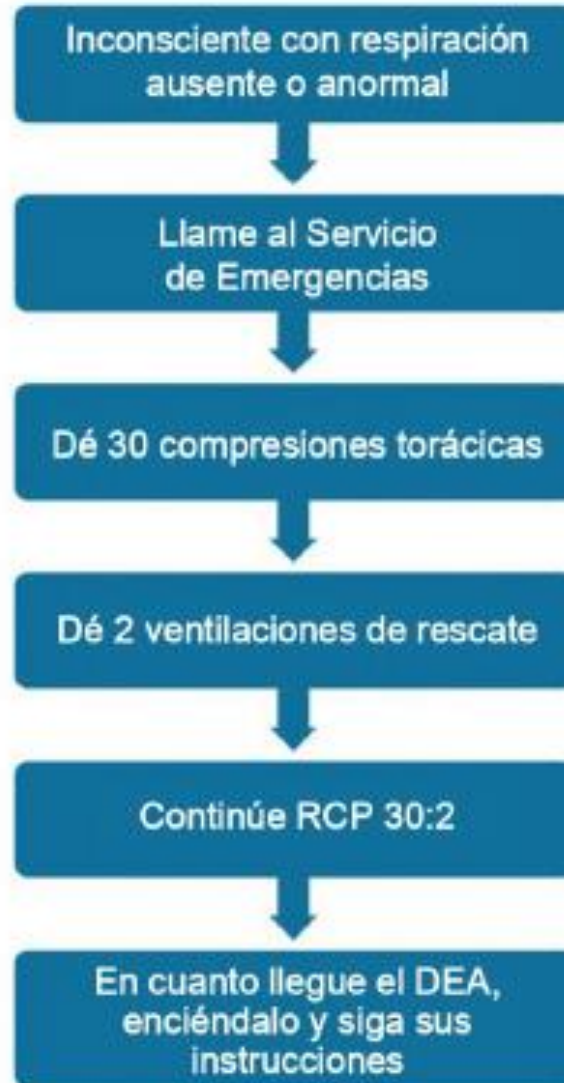 Inconsciente con respiración
ausente o anormal
Llame al Servicio
de Emergencias
Dé 30 compresiones torácicas
Dé 2 ventilaciones de rescate
Continúe RCP 30:2
En cuanto llegue el DEA,
enciéndalo y siga sus
instrucciones